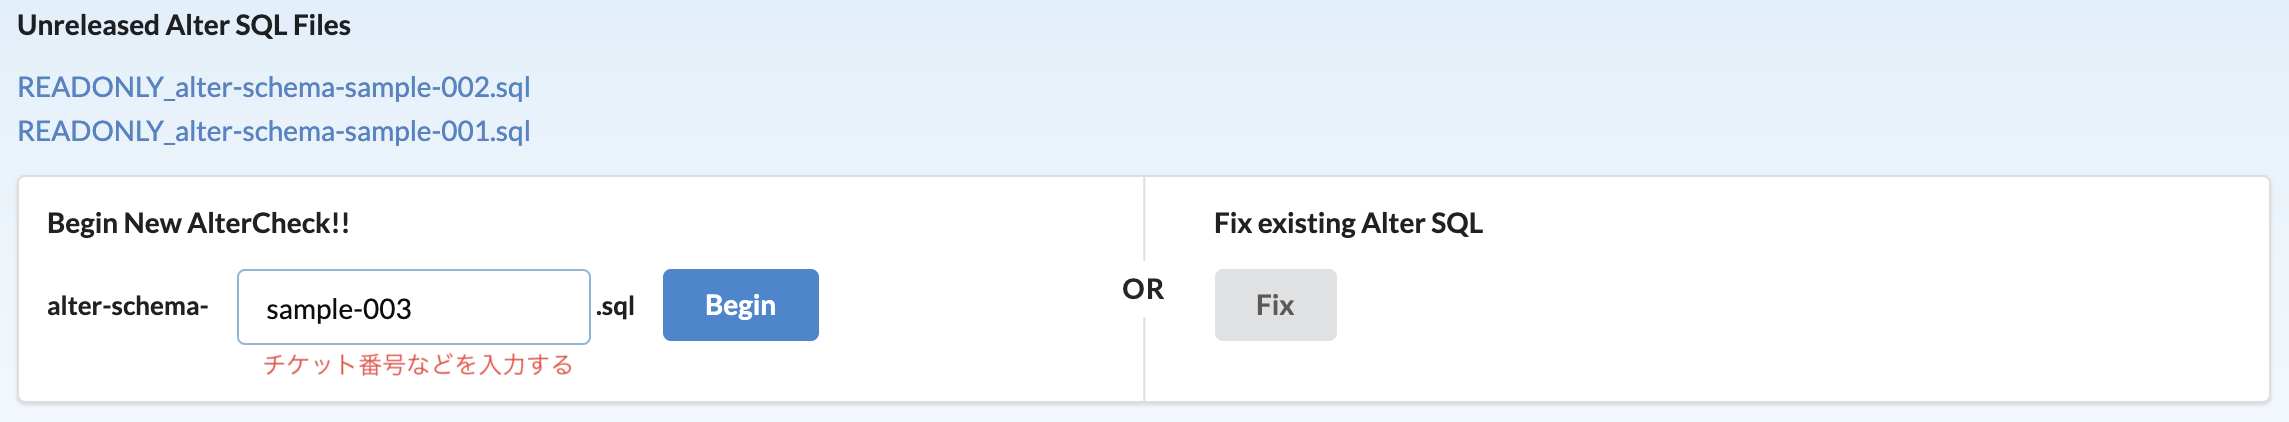 Unreleased Alter SQL Files
READONLY_alter-schema-sample-002.sql
READONLY_alter-schema-sample-001.sql
Begin New AlterCheck!!
alter-schema- sample-003 .sql Begin
チケット番号などを入力する
OR
Fix existing Alter SQL
Fix